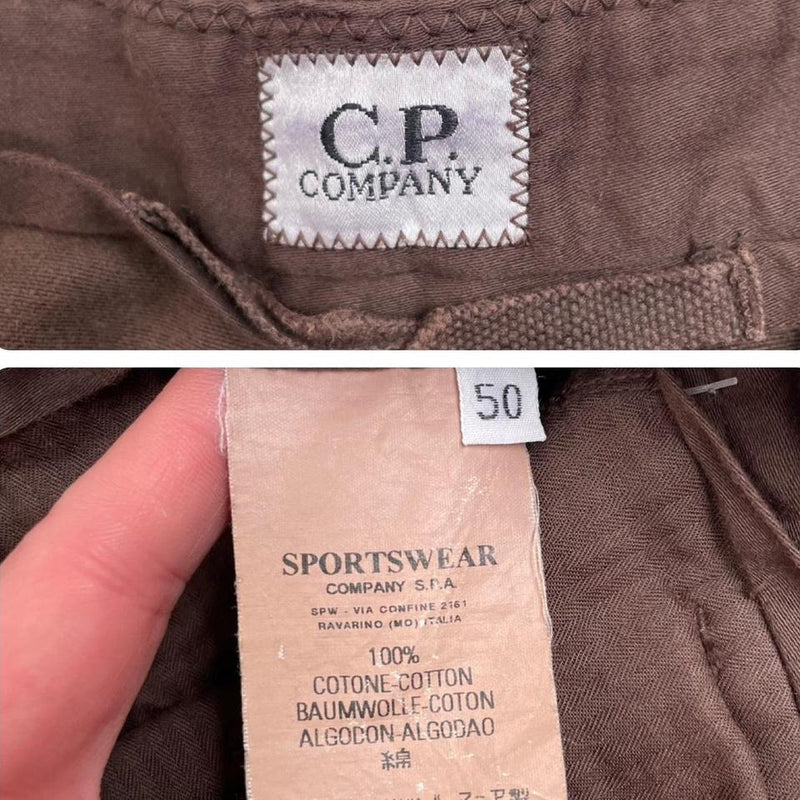 C.P.
COMPANY
50
SPORTSWEAR
COMPANY S.P.A.
SPW - VIA CONFINE 2161
RAVARINO (MO) ITALIA
100%
COTONE-COTTON
BAUMWOLLE-COTON
ALGODON-ALGODAO
綿